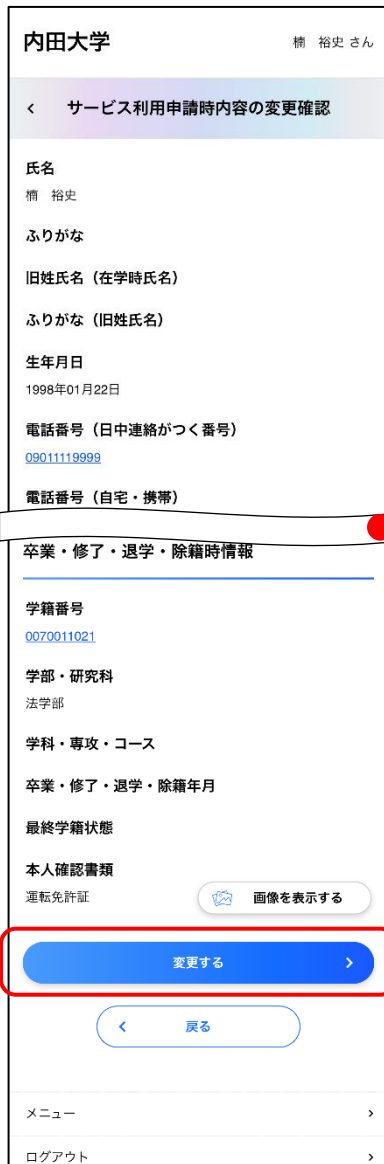 内田大学
楠　裕史 さん
サービス利用申請時内容の変更確認
氏名
楠　裕史
ふりがな
旧姓氏名（在学時氏名）
ふりがな（旧姓氏名）
生年月日
1998年01月22日
電話番号（日中連絡がつく番号）
09011119999
電話番号（自宅・携帯）
卒業・修了・退学・除籍時情報
学籍番号
0070011021
学部・研究科
法学部
学科・専攻・コース
卒業・修了・退学・除籍年月
最終学籍状態
本人確認書類
運転免許証
画像を表示する
変更する
戻る
メニュー
ログアウト